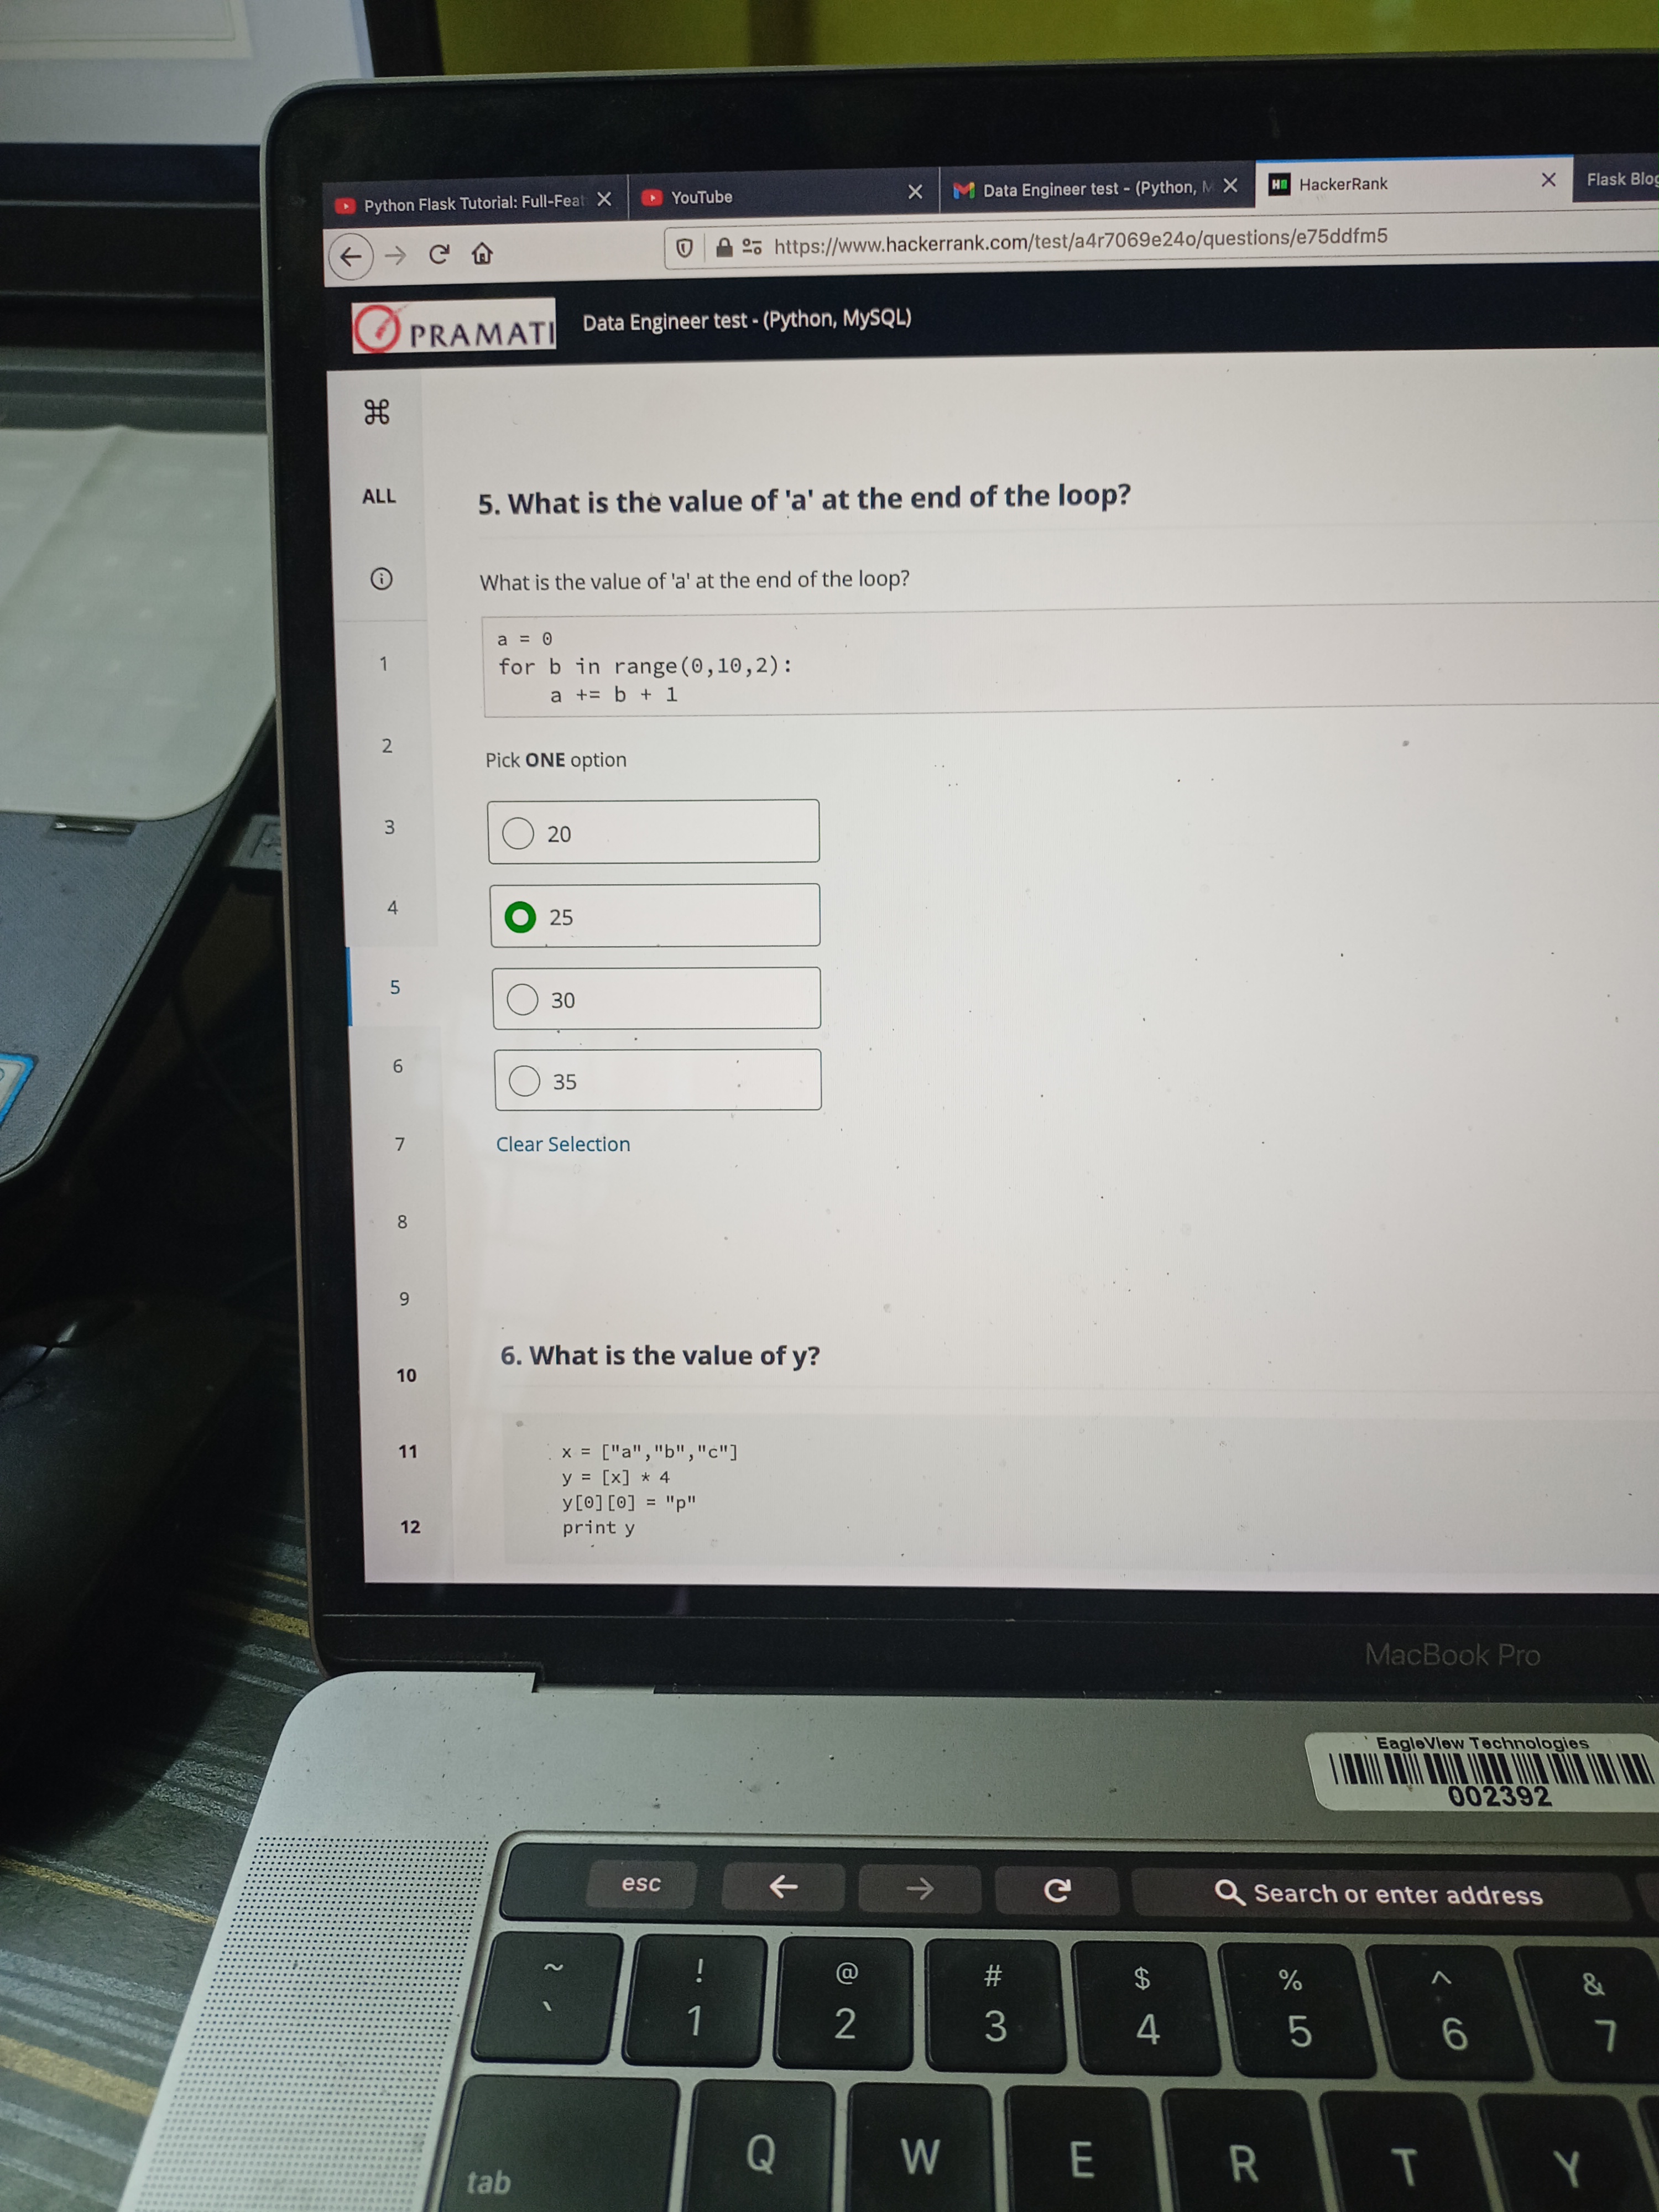 Python Flask Tutorial: Full-Feat
YouTube
Data Engineer test - (Python, M
HackerRank
Flask Blog
https://www.hackerrank.com/test/a4r7069e24o/questions/e75ddfm5
PRAMATI
Data Engineer test - (Python, MySQL)
ALL
1
2
3
4
5
6
7
8
9
10
11
12
5. What is the value of 'a' at the end of the loop?
What is the value of 'a' at the end of the loop?
a = 0
for b in range(0,10,2):
a += b + 1
Pick ONE option
20
25
30
35
Clear Selection
6. What is the value of y?
x = ["a","b","c"]
y = [x] * 4
y[0][0] = "p"
print y
MacBook Pro
EagleView Technologies
002392
esc
Search or enter address
~ ! @ # $ % ^ &
` 1 2 3 4 5 6 7
tab Q W E R T Y